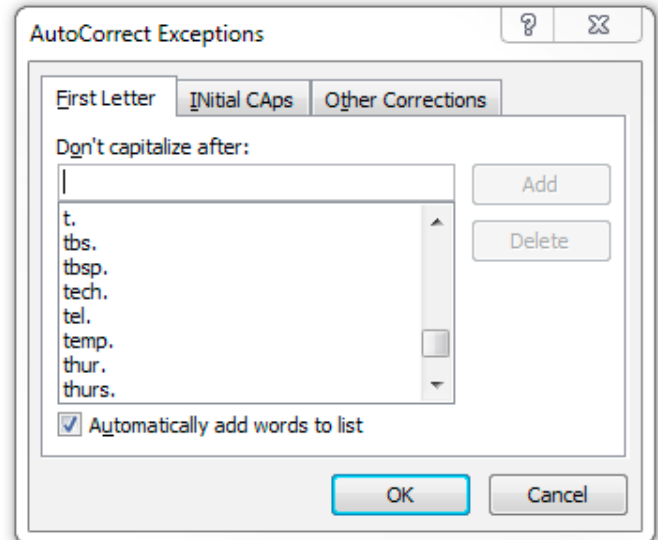 AutoCorrect Exceptions
First Letter INitial CAps Other Corrections
Don't capitalize after:
Add
t.
tbs.
Delete
tbsp.
tech.
tel.
temp.
thur.
thurs.
Automatically add words to list
OK Cancel